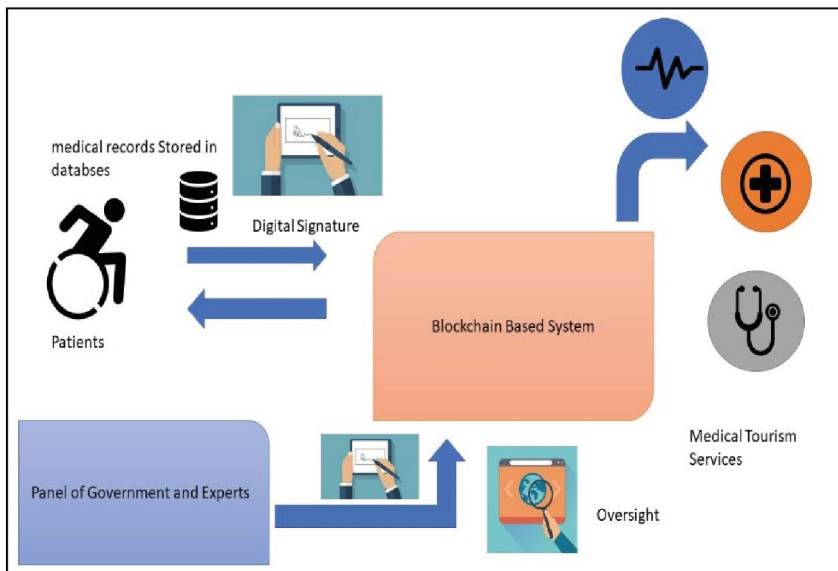 medical records Stored in
databses
Digital Signature
Patients
Blockchain Based System
Medical Tourism
Services
Panel of Government and Experts
Oversight